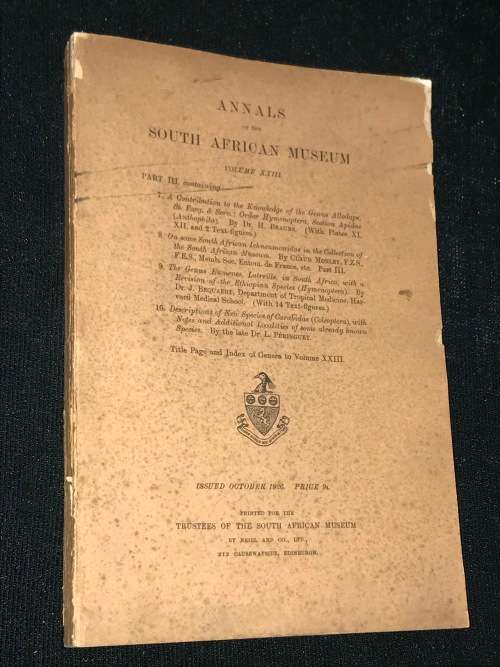 ANNALS
OF THE
SOUTH AFRICAN MUSEUM
VOLUME XXIII.
PART III, containing
7. A Contribution to the Knowledge of the Genus Allodape,
St. Farg. & Serv.; Order Hymenoptera, Section Apidae
(Anthophila). By Dr. H. BRAUNS. (With Plates XI,
XII, and 2 Text-figures.)
8. On some South African Ichneumonidae in the Collection of
the South African Museum. By CLAUD MORLEY, F.Z.S.,
F.E.S., Memb. Soc. Entom. de France, etc. Part III.
9. The Genus Eumenes, Latreille, in South Africa, with a
Revision of the Ethiopian Species (Hymenoptera). By
Dr. J. BEQUAERT, Department of Tropical Medicine, Har-
vard Medical School. (With 14 Text-figures.)
10. Descriptions of New Species of Carabidae (Coleoptera), with
Notes and Additional Localities of some already known
Species. By the late Dr. L. PÉRINGUEY.
Title Page and Index of Genera to Volume XXIII.
ISSUED OCTOBER 1926. PRICE 9s.
PRINTED FOR THE
TRUSTEES OF THE SOUTH AFRICAN MUSEUM
BY NEILL AND CO., LTD.,
212 CAUSEWAYSIDE, EDINBURGH.